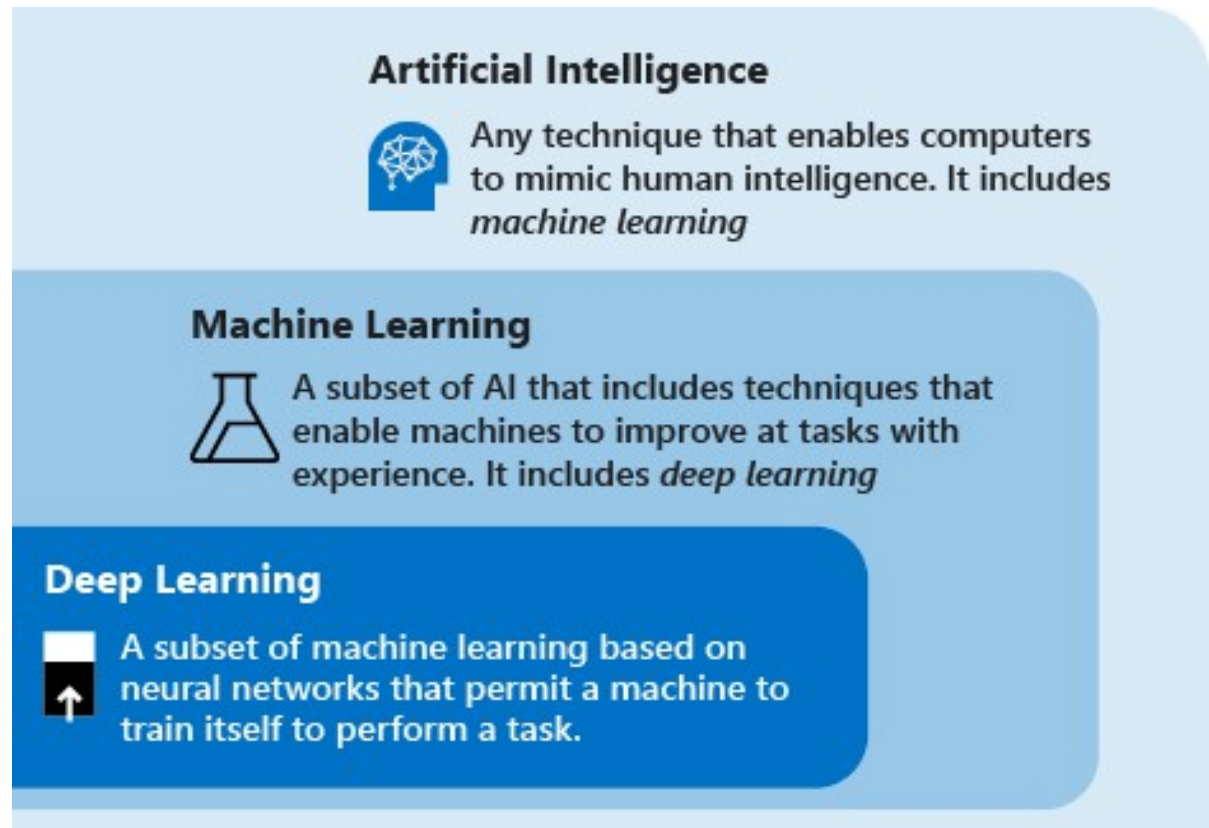 Artificial Intelligence
Any technique that enables computers
to mimic human intelligence. It includes
machine learning
Machine Learning
A subset of AI that includes techniques that
enable machines to improve at tasks with
experience. It includes deep learning
Deep Learning
A subset of machine learning based on
neural networks that permit a machine to
train itself to perform a task.